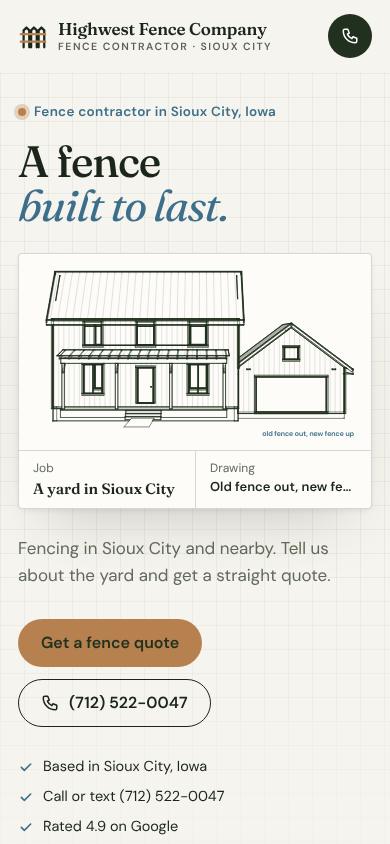 Highwest Fence Company
FENCE CONTRACTOR · SIOUX CITY
Fence contractor in Sioux City, Iowa
A fence
built to last.
old fence out, new fence up
Job
A yard in Sioux City
Drawing
Old fence out, new fe...
Fencing in Sioux City and nearby. Tell us
about the yard and get a straight quote.
Get a fence quote
(712) 522-0047
Based in Sioux City, Iowa
Call or text (712) 522-0047
Rated 4.9 on Google